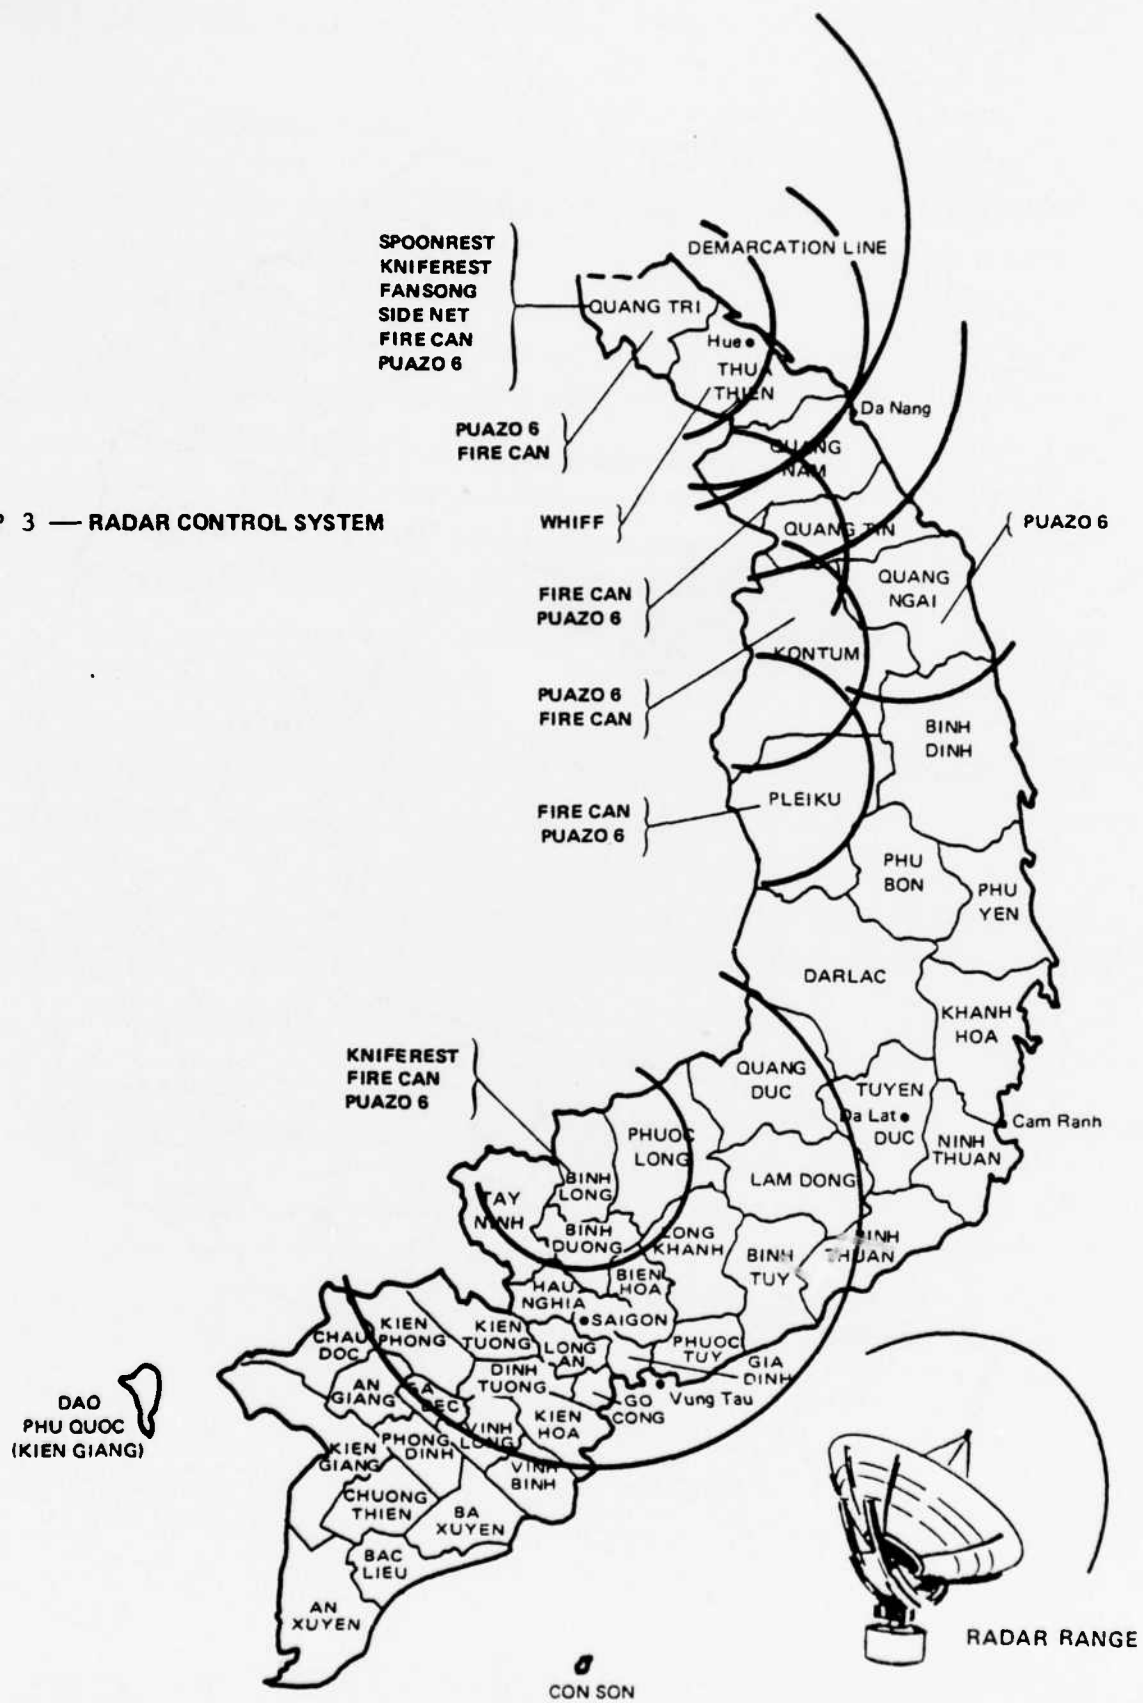 DEMARCATION LINE
SPOONREST
KNIFEREST
FANSONG
SIDE NET
FIRE CAN
PUAZO 6
QUANG TRI
Hue
THUA
THIEN
PUAZO 6
FIRE CAN
Da Nang
QUANG
NAM
3 — RADAR CONTROL SYSTEM
WHIFF
QUANG TIN
PUAZO 6
FIRE CAN
PUAZO 6
QUANG
NGAI
KONTUM
PUAZO 6
FIRE CAN
BINH
DINH
FIRE CAN
PUAZO 6
PLEIKU
PHU
BON
PHU
YEN
DARLAC
KHANH
HOA
KNIFEREST
FIRE CAN
PUAZO 6
QUANG
DUC
TUYEN
DUC
Da Lat
Cam Ranh
NINH
THUAN
PHUOC
LONG
LAM DONG
BINH
LONG
TAY
NINH
BINH
DUONG
LONG
KHANH
BINH
TUY
BINH
THUAN
BIEN
HOA
HAU
NGHIA
SAIGON
KIEN
PHONG
KIEN
TUONG
CHAU
DOC
LONG
AN
PHUOC
TUY
GIA
DINH
DINH
TUONG
AN
GIANG
SA
DEC
GO
CONG
Vung Tau
KIEN
HOA
DAO
PHU QUOC
(KIEN GIANG)
VINH
LONG
PHONG
DINH
KIEN
GIANG
VINH
BINH
CHUONG
THIEN
BA
XUYEN
BAC
LIEU
AN
XUYEN
RADAR RANGE
CON SON